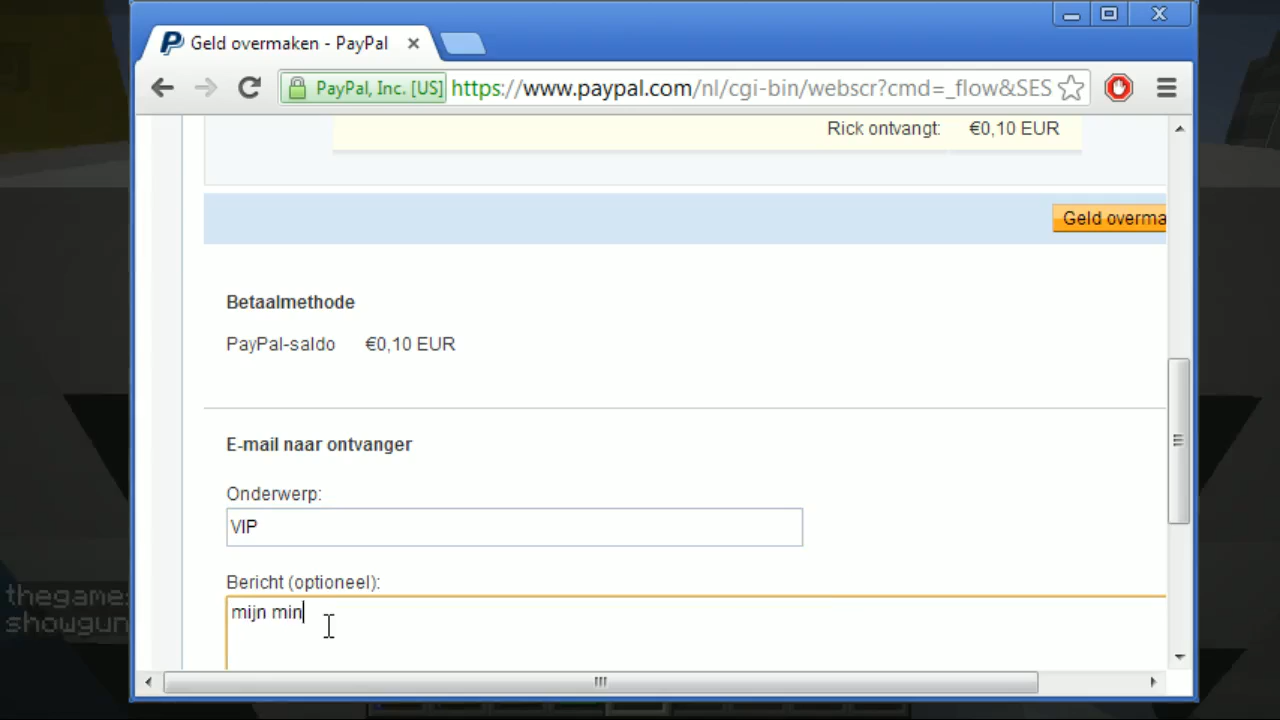 Geld overmaken - PayPal
PayPal, Inc. [US] https://www.paypal.com/nl/cgi-bin/webscr?cmd=_flow&SES
Rick ontvangt: €0,10 EUR
Geld overma
Betaalmethode
PayPal-saldo €0,10 EUR
E-mail naar ontvanger
Onderwerp:
VIP
Bericht (optioneel):
mijn min
thegame
showgun